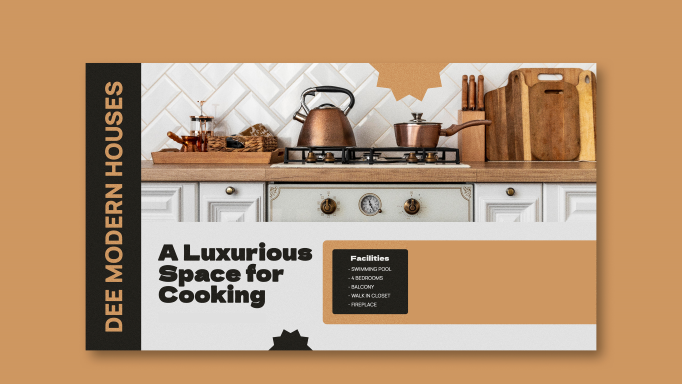 DEE MODERN HOUSES
A Luxurious
Space for
Cooking
Facilities
- SWIMMING POOL
- 4 BEDROOMS
- BALCONY
- WALK IN CLOSET
- FIREPLACE